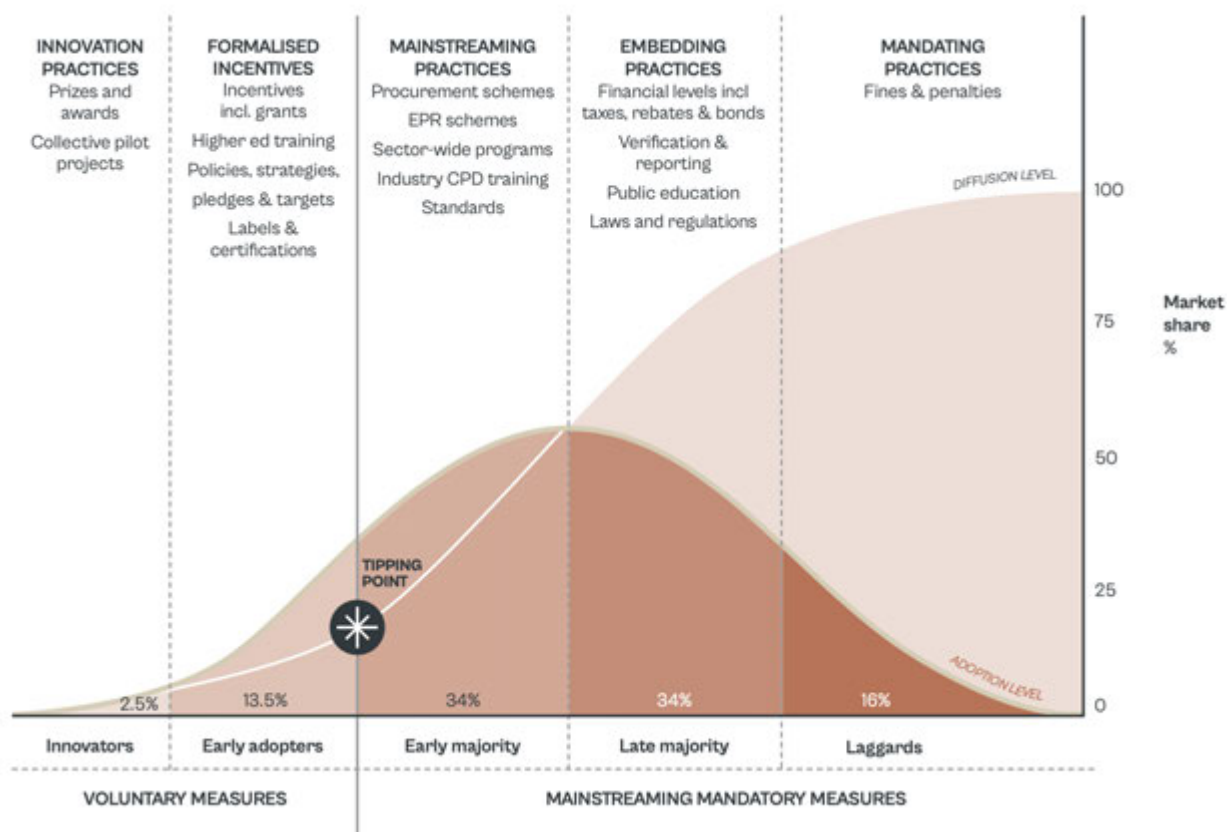 INNOVATION
PRACTICES
Prizes and
awards
Collective pilot
projects
FORMALISED
INCENTIVES
Incentives
incl. grants
Higher ed training
Policies, strategies,
pledges & targets
Labels &
certifications
MAINSTREAMING
PRACTICES
Procurement schemes
EPR schemes
Sector-wide programs
Industry CPD training
Standards
EMBEDDING
PRACTICES
Financial levels incl
taxes, rebates & bonds
Verification &
reporting
Public education
Laws and regulations
MANDATING
PRACTICES
Fines & penalties
DIFFUSION LEVEL
100
75
50
25
0
Market
share
%
TIPPING
POINT
ADOPTION LEVEL
2.5%
13.5%
34%
34%
16%
Innovators
Early adopters
Early majority
Late majority
Laggards
VOLUNTARY MEASURES
MAINSTREAMING MANDATORY MEASURES